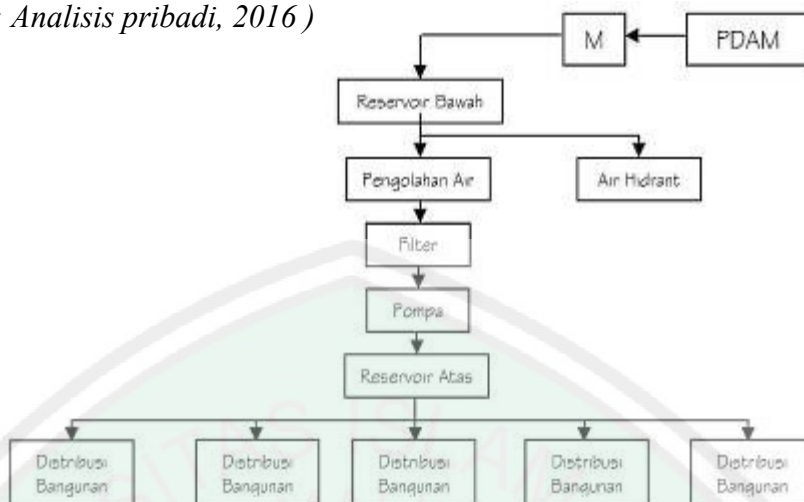 Analisis pribadi, 2016 )
M
PDAM
Reservoir Bawah
Pengolahan Air
Air Hidrant
Filter
Pompa
Reservoir Atas
Distribusi
Bangunan
Distribusi
Bangunan
Distribusi
Bangunan
Distribusi
Bangunan
Distribusi
Bangunan